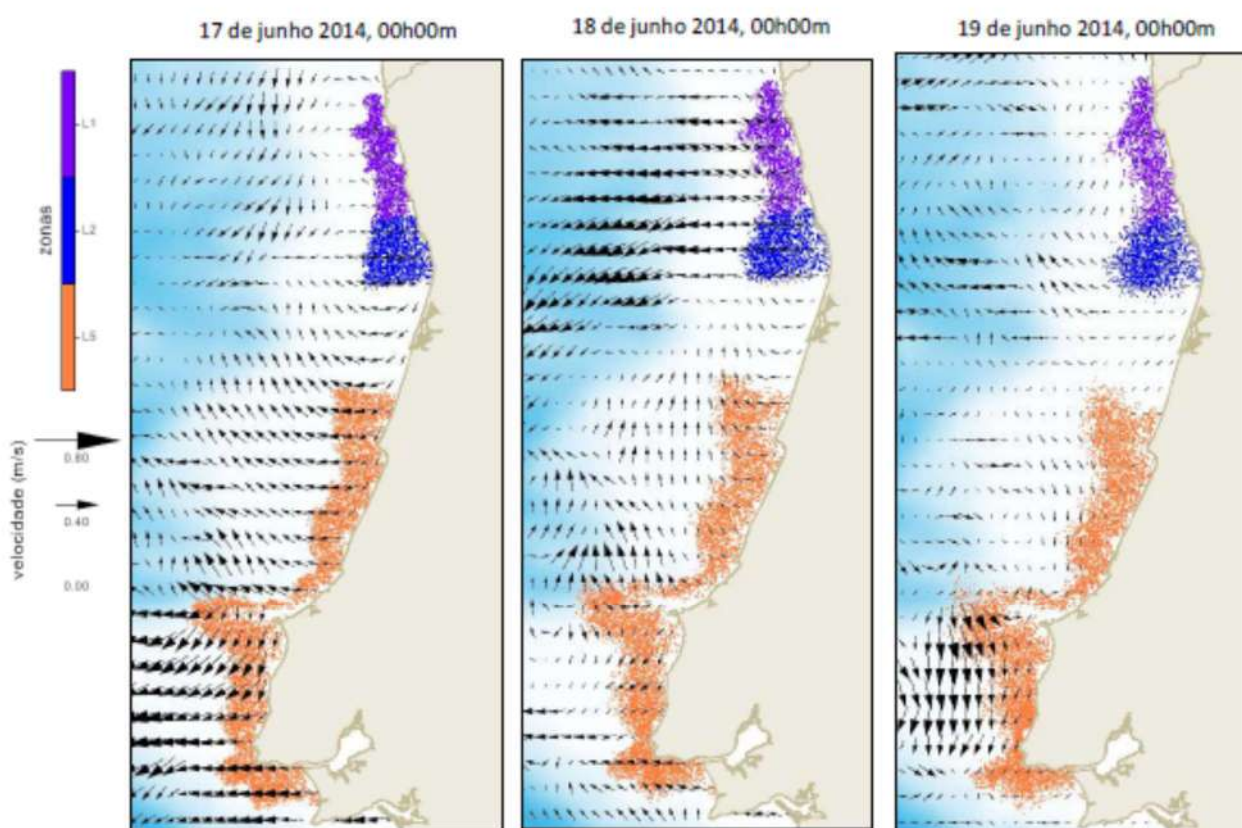 17 de junho 2014, 00h00m
18 de junho 2014, 00h00m
19 de junho 2014, 00h00m
zonas
L1
L2
L5
velocidade (m/s)
0.80
0.40
0.00